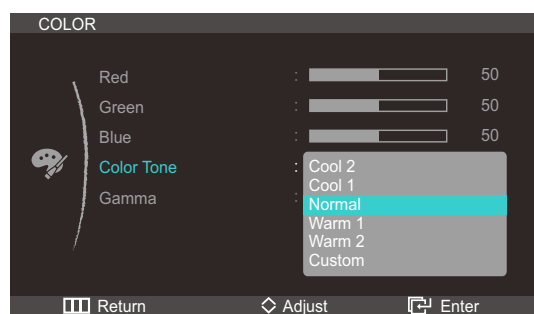 COLOR
Red : 50
Green : 50
Blue : 50
Color Tone : Cool 2
Cool 1
Gamma : Normal
Warm 1
Warm 2
Custom
Return Adjust Enter